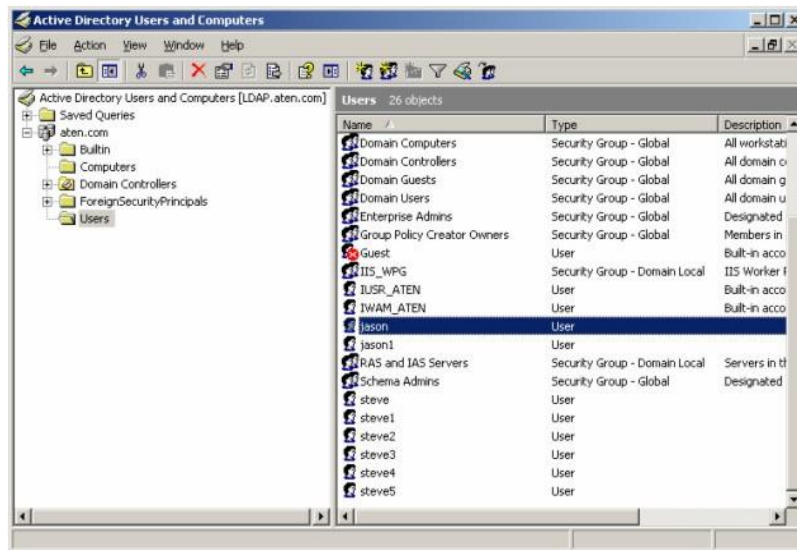 Active Directory Users and Computers
File Action View Window Help
Active Directory Users and Computers [LDAP.aten.com]
Saved Queries
aten.com
Builtin
Computers
Domain Controllers
ForeignSecurityPrincipals
Users
Users 26 objects
Name Type Description
Domain Computers Security Group - Global All workstati
Domain Controllers Security Group - Global All domain c
Domain Guests Security Group - Global All domain g
Domain Users Security Group - Global All domain u
Enterprise Admins Security Group - Global Designated
Group Policy Creator Owners Security Group - Global Members in
Guest User Built-in acco
IIS_WPG Security Group - Domain Local IIS Worker P
IUSR_ATEN User Built-in acco
IWAM_ATEN User Built-in acco
jason User
jason1 User
RAS and IAS Servers Security Group - Domain Local Servers in th
Schema Admins Security Group - Global Designated
steve User
steve1 User
steve2 User
steve3 User
steve4 User
steve5 User